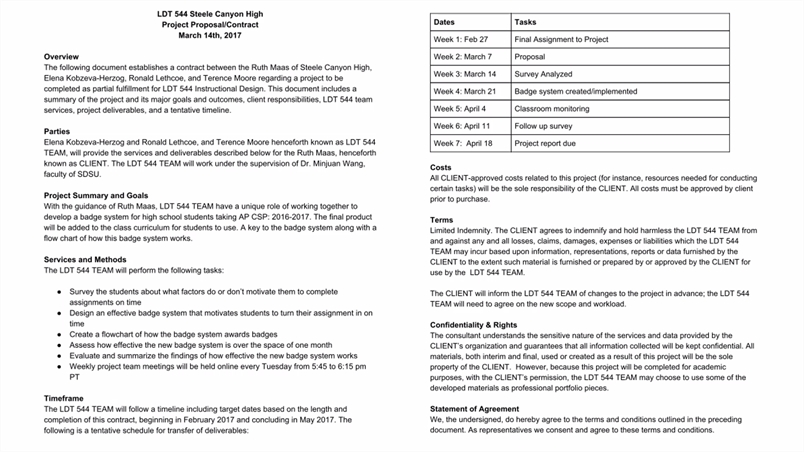 LDT 544 Steele Canyon High
Project Proposal/Contract
March 14th, 2017
Overview
The following document establishes a contract between the Ruth Maas of Steele Canyon High,
Elena Kobzeva-Herzog, Ronald Lethcoe, and Terence Moore regarding a project to be
completed as partial fulfillment for LDT 544 Instructional Design. This document includes a
summary of the project and its major goals and outcomes, client responsibilities, LDT 544 team
services, project deliverables, and a tentative timeline.
Parties
Elena Kobzeva-Herzog and Ronald Lethcoe, and Terence Moore henceforth known as LDT 544
TEAM, will provide the services and deliverables described below for the Ruth Maas, henceforth
known as CLIENT. The LDT 544 TEAM will work under the supervision of Dr. Minjuan Wang,
faculty of SDSU.
Project Summary and Goals
With the guidance of Ruth Maas, LDT 544 TEAM have a unique role of working together to
develop a badge system for high school students taking AP CSP: 2016-2017. The final product
will be added to the class curriculum for students to use. A key to the badge system along with a
flow chart of how this badge system works.
Services and Methods
The LDT 544 TEAM will perform the following tasks:
● Survey the students about what factors do or don't motivate them to complete
assignments on time
● Design an effective badge system that motivates students to turn their assignment in on
time
● Create a flowchart of how the badge system awards badges
● Assess how effective the new badge system is over the space of one month
● Evaluate and summarize the findings of how effective the new badge system works
● Weekly project team meetings will be held online every Tuesday from 5:45 to 6:15 pm
PT
Timeframe
The LDT 544 TEAM will follow a timeline including target dates based on the length and
completion of this contract, beginning in February 2017 and concluding in May 2017. The
following is a tentative schedule for transfer of deliverables:
Dates Tasks
Week 1: Feb 27 Final Assignment to Project
Week 2: March 7 Proposal
Week 3: March 14 Survey Analyzed
Week 4: March 21 Badge system created/implemented
Week 5: April 4 Classroom monitoring
Week 6: April 11 Follow up survey
Week 7: April 18 Project report due
Costs
All CLIENT-approved costs related to this project (for instance, resources needed for conducting
certain tasks) will be the sole responsibility of the CLIENT. All costs must be approved by client
prior to purchase.
Terms
Limited Indemnity. The CLIENT agrees to indemnify and hold harmless the LDT 544 TEAM from
and against any and all losses, claims, damages, expenses or liabilities which the LDT 544
TEAM may incur based upon information, representations, reports or data furnished by the
CLIENT to the extent such material is furnished or prepared by or approved by the CLIENT for
use by the LDT 544 TEAM.
The CLIENT will inform the LDT 544 TEAM of changes to the project in advance; the LDT 544
TEAM will need to agree on the new scope and workload.
Confidentiality & Rights
The consultant understands the sensitive nature of the services and data provided by the
CLIENT's organization and guarantees that all information collected will be kept confidential. All
materials, both interim and final, used or created as a result of this project will be the sole
property of the CLIENT. However, because this project will be completed for academic
purposes, with the CLIENT's permission, the LDT 544 TEAM may choose to use some of the
developed materials as professional portfolio pieces.
Statement of Agreement
We, the undersigned, do hereby agree to the terms and conditions outlined in the preceding
document. As representatives we consent and agree to these terms and conditions.